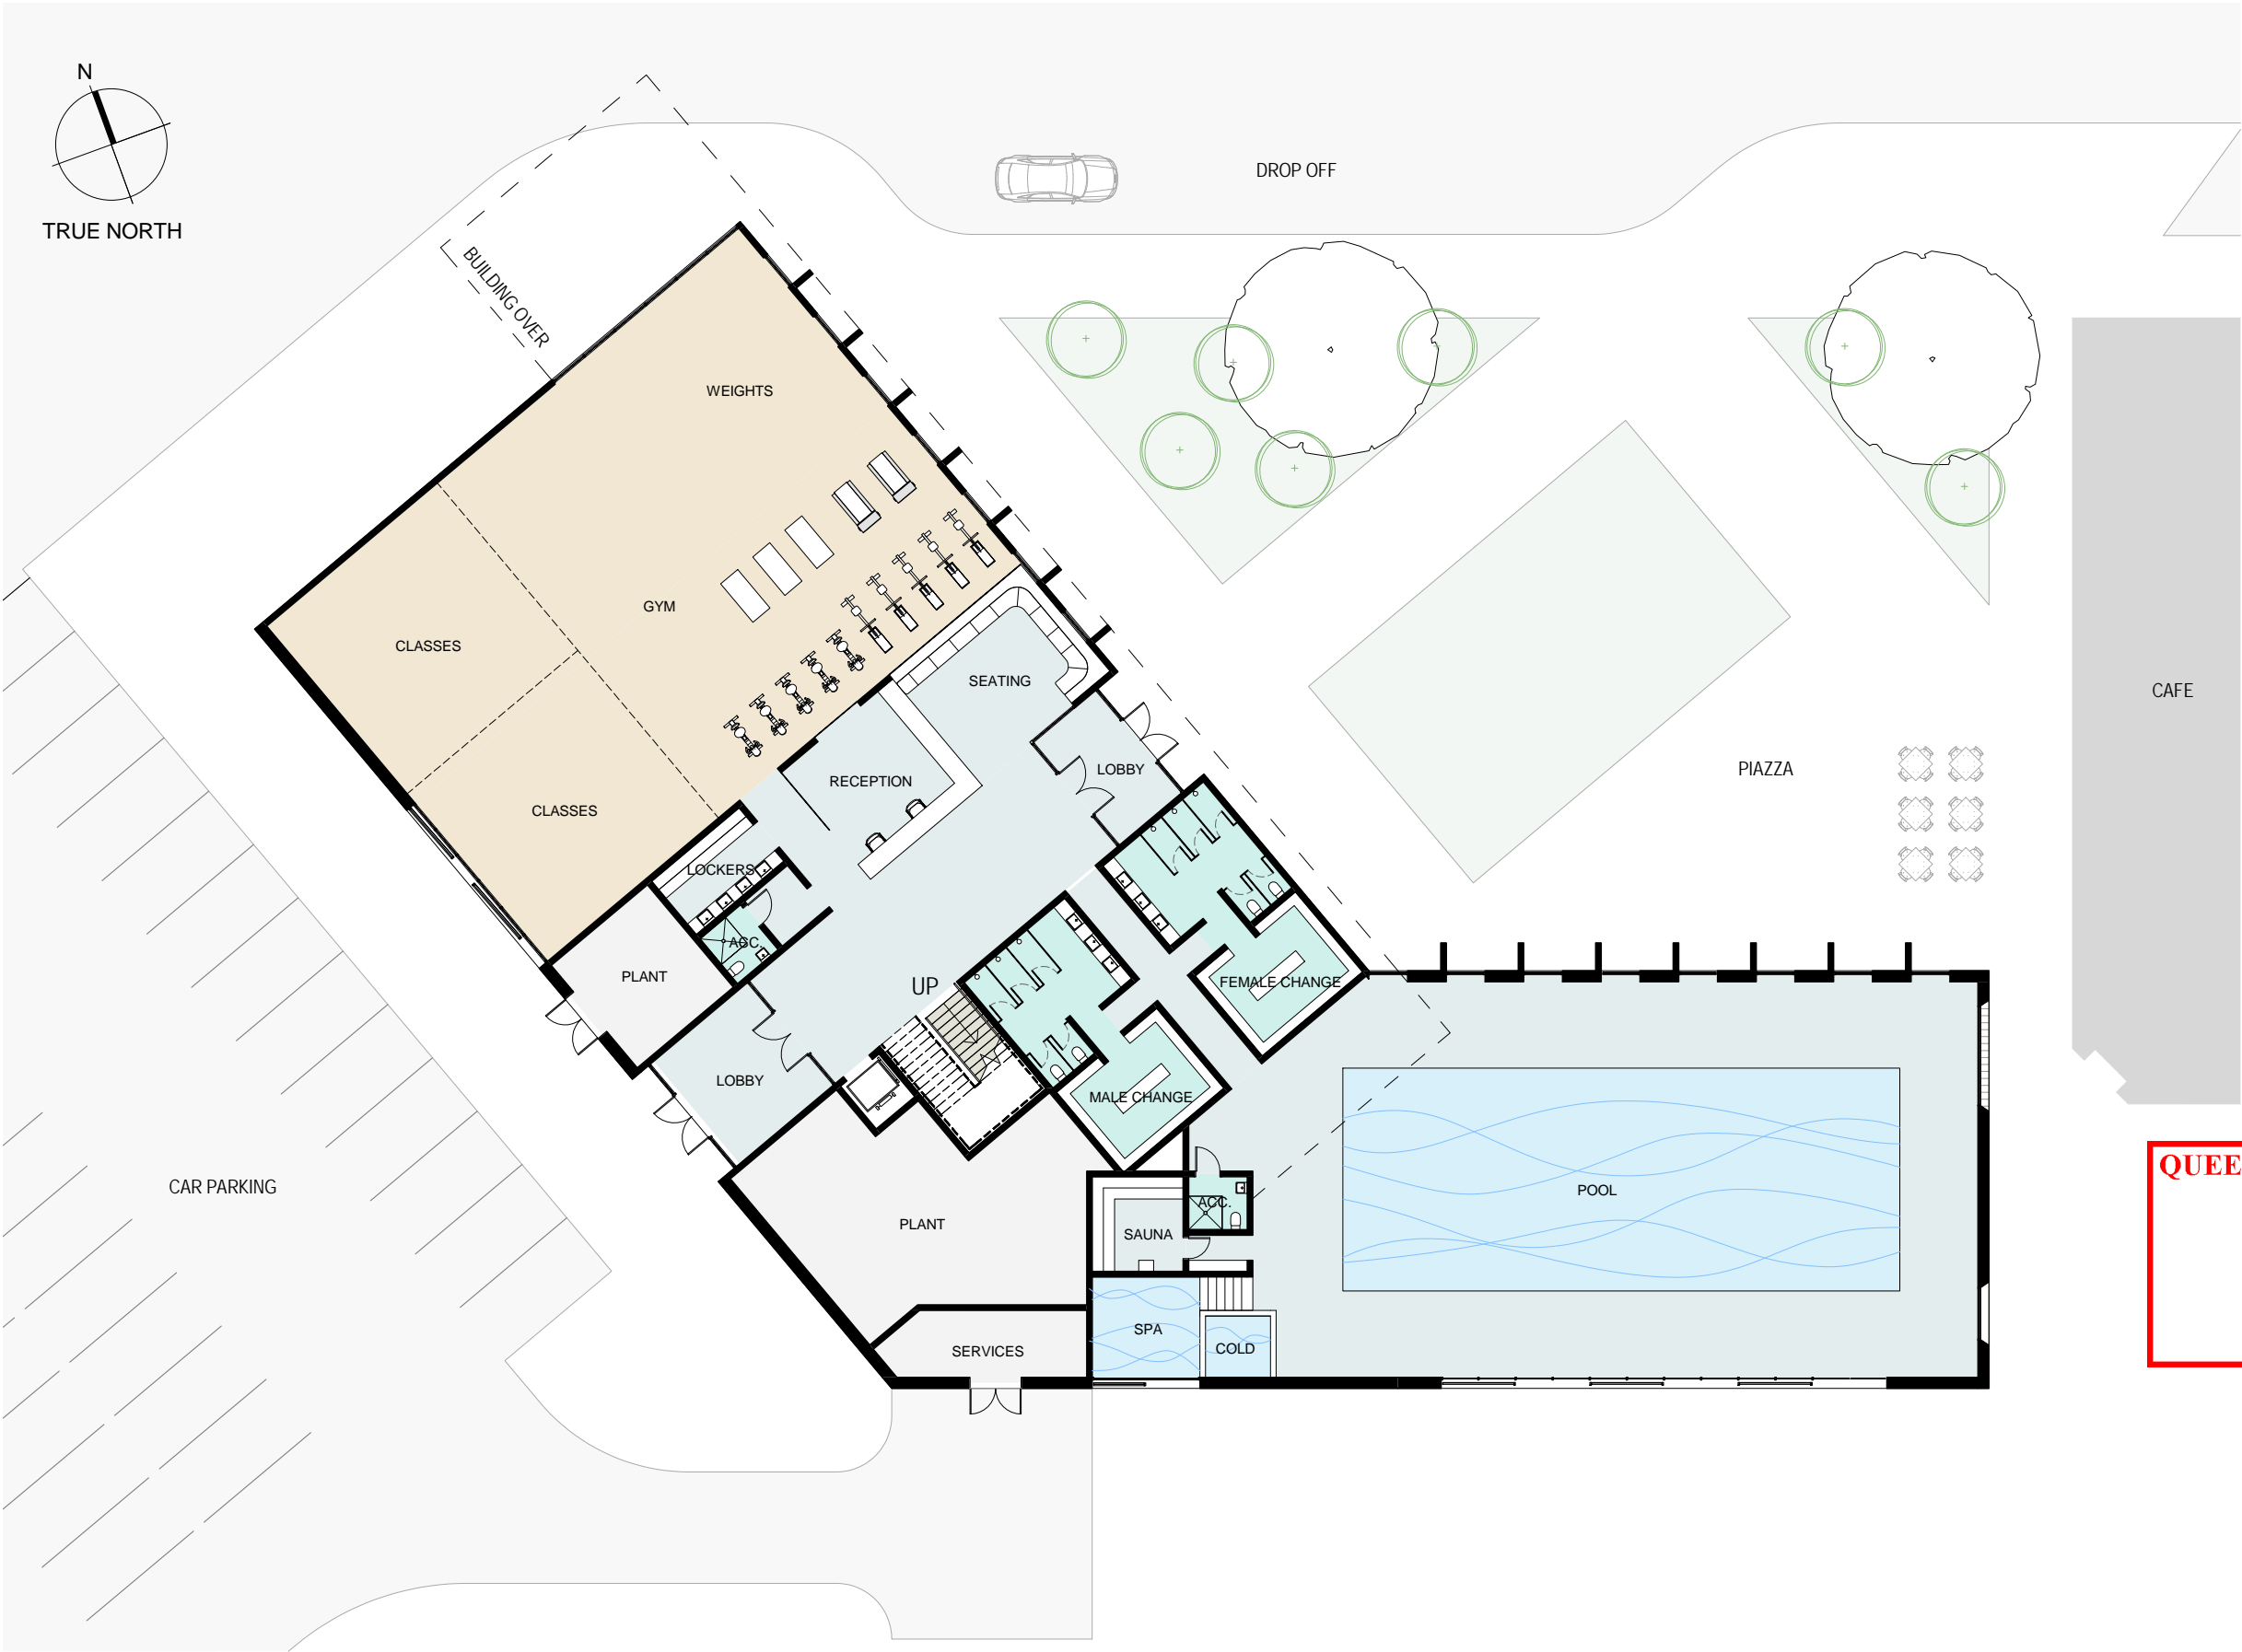 N
TRUE NORTH
DROP OFF
BUILDING OVER
WEIGHTS
GYM
CLASSES
SEATING
CAFE
LOBBY
PIAZZA
RECEPTION
CLASSES
LOCKERS
ACC.
PLANT
UP
FEMALE CHANGE
LOBBY
MALE CHANGE
QUEE
CAR PARKING
POOL
ACC.
PLANT
SAUNA
SPA
COLD
SERVICES